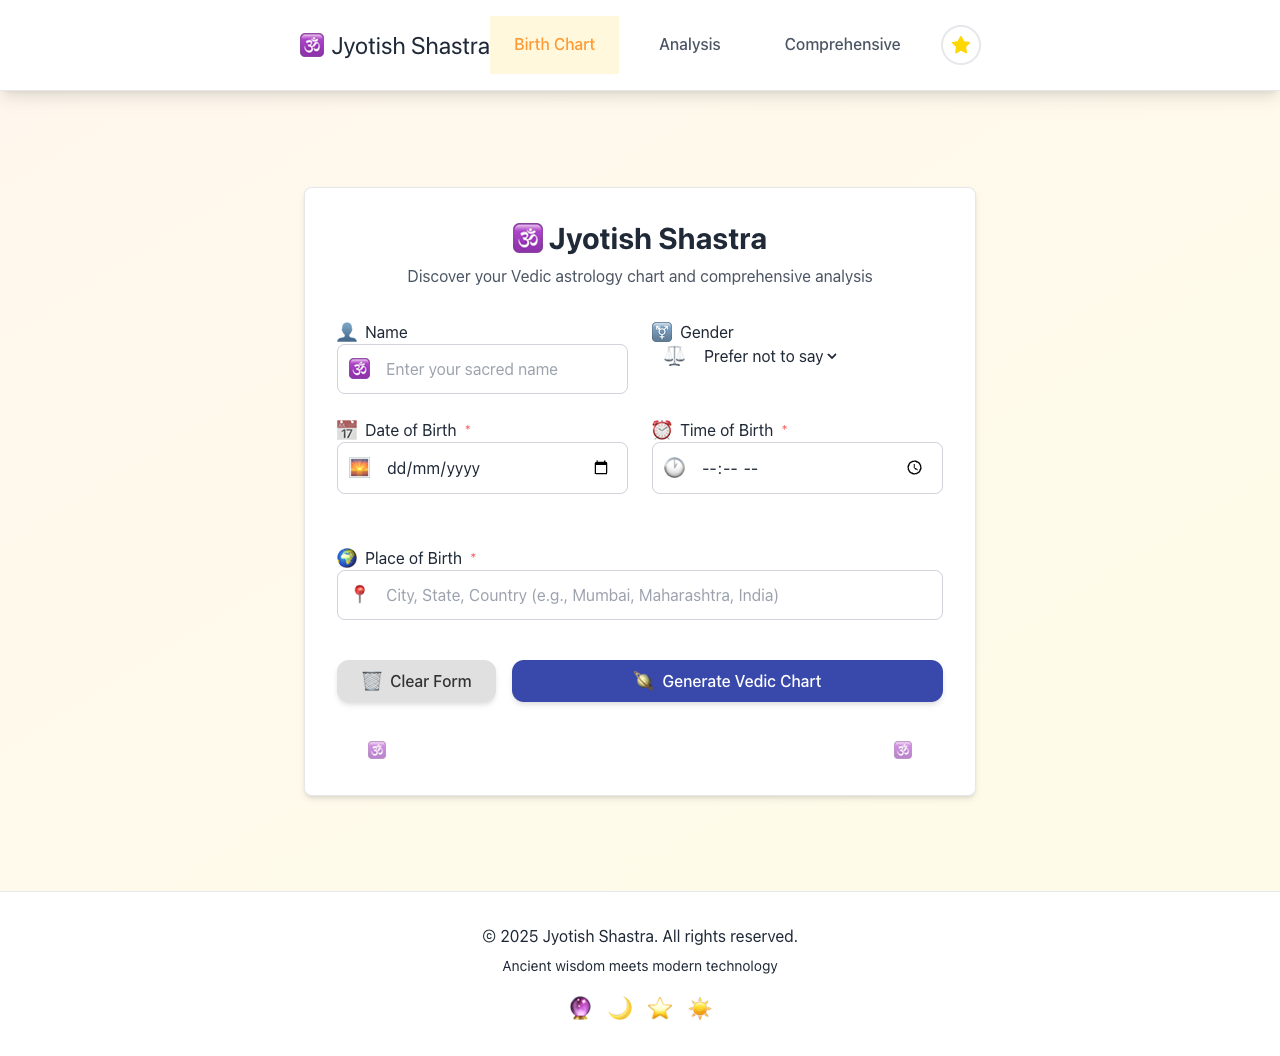 🕉️ Jyotish Shastra Birth Chart Analysis Comprehensive
🕉️ Jyotish Shastra
Discover your Vedic astrology chart and comprehensive analysis
Name Gender
Enter your sacred name Prefer not to say
Date of Birth * Time of Birth *
dd/mm/yyyy --:-- --
Place of Birth *
City, State, Country (e.g., Mumbai, Maharashtra, India)
Clear Form Generate Vedic Chart
🕉️ 🕉️
© 2025 Jyotish Shastra. All rights reserved.
Ancient wisdom meets modern technology